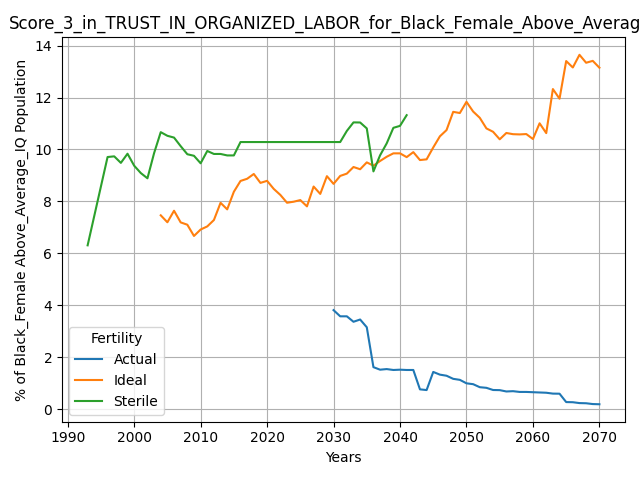 Score_3_in_TRUST_IN_ORGANIZED_LABOR_for_Black_Female_Above_Averag
% of Black_Female Above_Average_IQ Population
14
12
10
8
6
4
2
0
Fertility
Actual
Ideal
Sterile
1990 2000 2010 2020 2030 2040 2050 2060 2070
Years